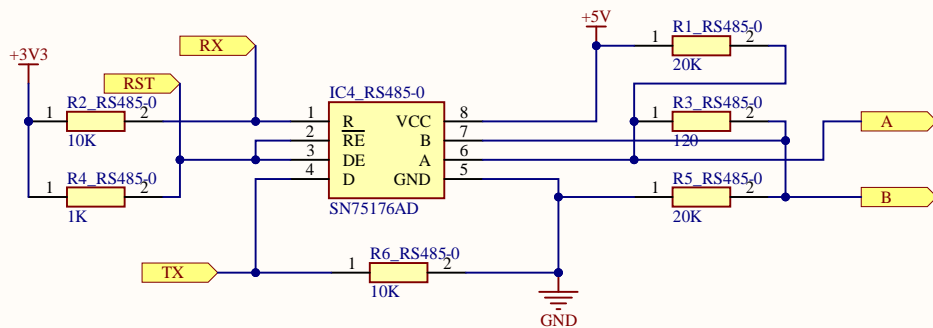 +5V
R1_RS485-0
1 2
20K
RX
+3V3
RST
R2_RS485-0
1 2
10K
R4_RS485-0
1 2
1K
IC4_RS485-0
1 R VCC 8
2 RE B 7
3 DE A 6
4 D GND 5
SN75176AD
R3_RS485-0
1 2
120
A
R5_RS485-0
1 2
20K
B
TX
R6_RS485-0
1 2
10K
GND